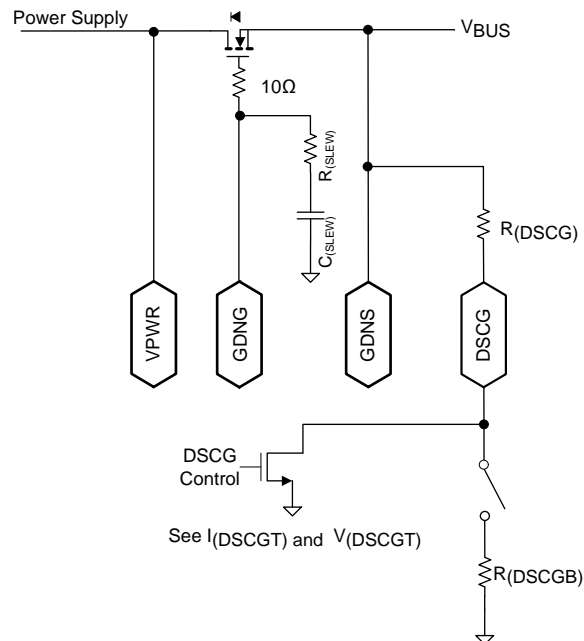 Power Supply
VBUS
10Ω
R(SLEW)
C(SLEW)
R(DSCG)
VPWR
GDNG
GDNS
DSCG
DSCG
Control
See I(DSCGT) and V(DSCGT)
R(DSCGB)